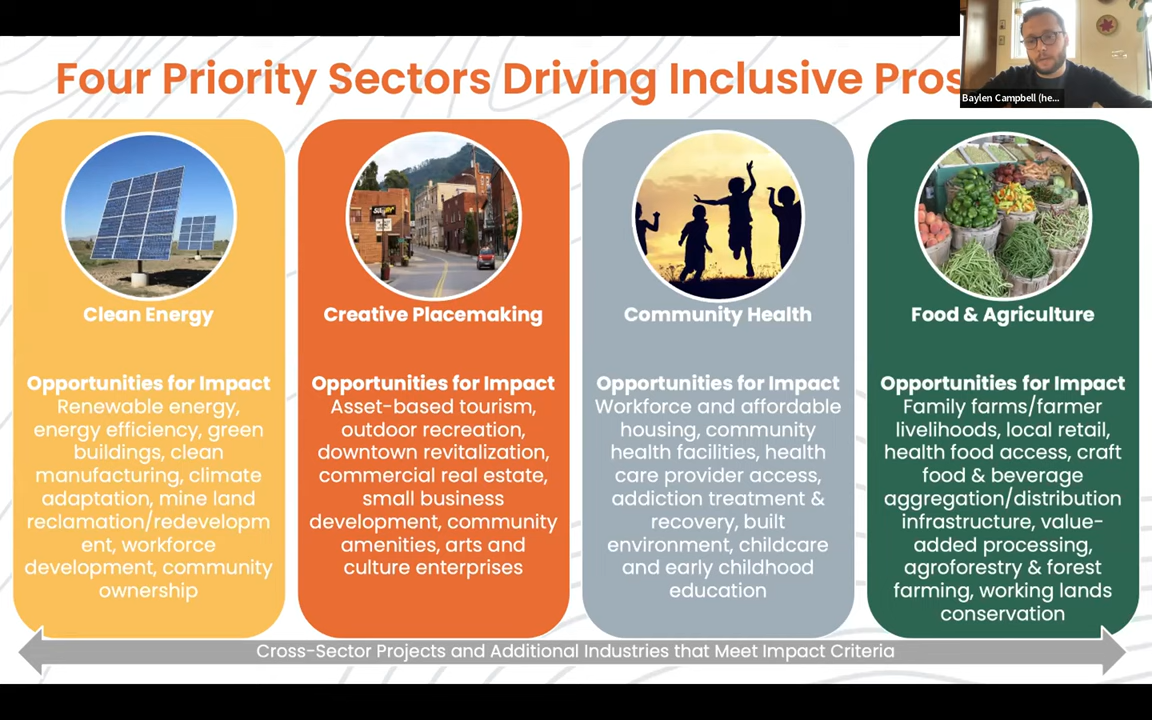 Four Priority Sectors Driving Inclusive Pros
Baylen Campbell (he...
Clean Energy
Opportunities for Impact
Renewable energy,
energy efficiency, green
buildings, clean
manufacturing, climate
adaptation, mine land
reclamation/redevelopm
ent, workforce
development, community
ownership
Creative Placemaking
Opportunities for Impact
Asset-based tourism,
outdoor recreation,
downtown revitalization,
commercial real estate,
small business
development, community
amenities, arts and
culture enterprises
Community Health
Opportunities for Impact
Workforce and affordable
housing, community
health facilities, health
care provider access,
addiction treatment &
recovery, built
environment, childcare
and early childhood
education
Food & Agriculture
Opportunities for Impact
Family farms/farmer
livelihoods, local retail,
health food access, craft
food & beverage
aggregation/distribution
infrastructure, value-
added processing,
agroforestry & forest
farming, working lands
conservation
Cross-Sector Projects and Additional Industries that Meet Impact Criteria